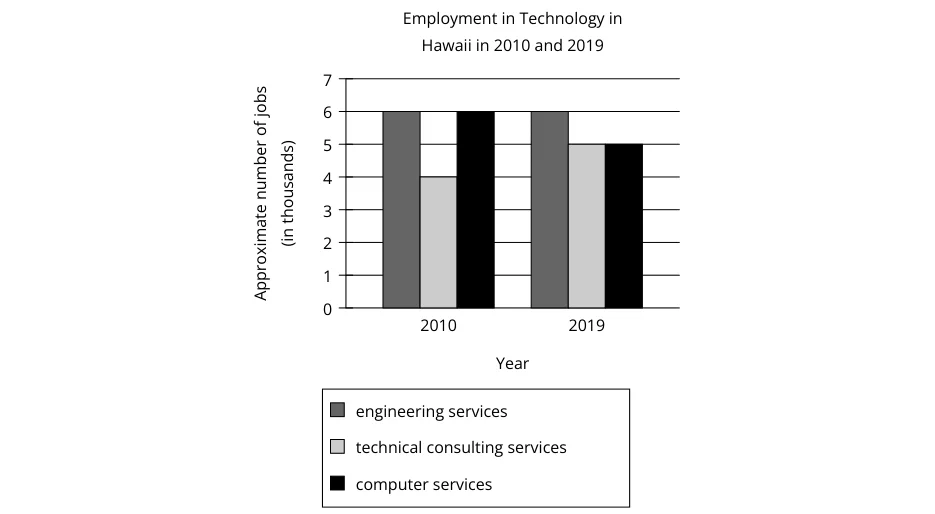 Employment in Technology in
Hawaii in 2010 and 2019
Approximate number of jobs
(in thousands)
7
6
5
4
3
2
1
0
2010
2019
Year
engineering services
technical consulting services
computer services